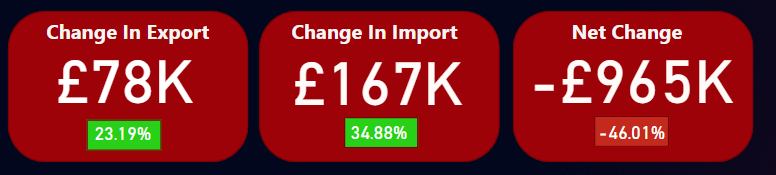 Change In Export
£78K
23.19%
Change In Import
£167K
34.88%
Net Change
-£965K
-46.01%